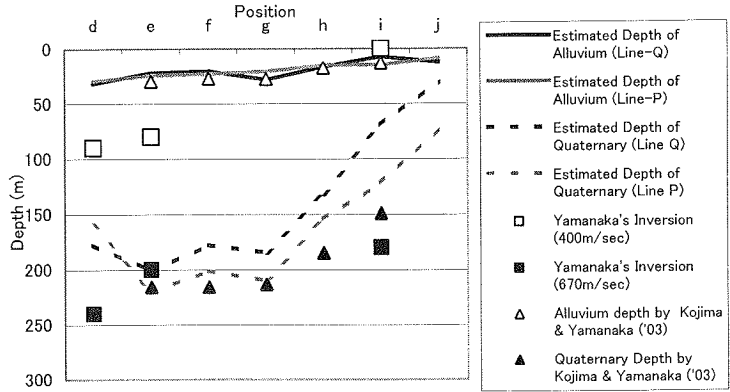 Position
d e f g h i j
0
50
100
150
200
250
300
Depth (m)
Estimated Depth of
Alluvium (Line-Q)
Estimated Depth of
Alluvium (Line-P)
Estimated Depth of
Quaternary (Line Q)
Estimated Depth of
Quaternary (Line P)
Yamanaka's Inversion
(400m/sec)
Yamanaka's Inversion
(670m/sec)
Alluvium depth by Kojima
& Yamanaka ('03)
Quaternary Depth by
Kojima & Yamanaka ('03)